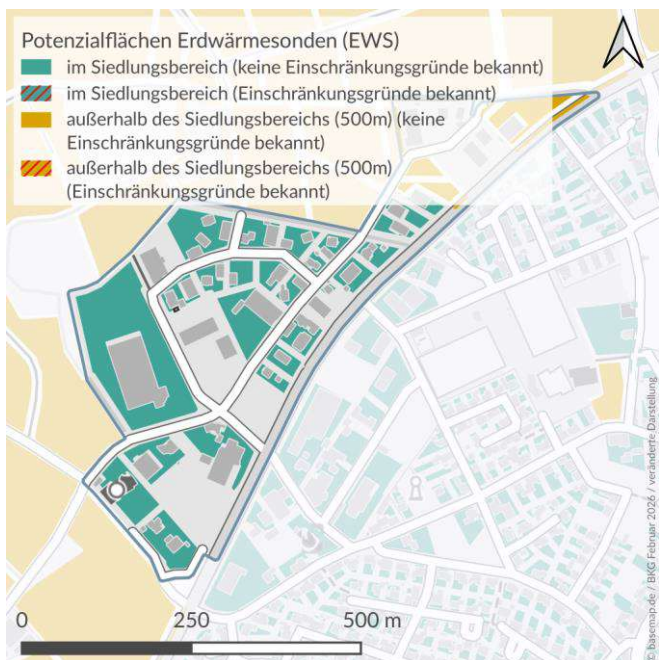 Potenzialflächen Erdwärmesonden (EWS)
im Siedlungsbereich (keine Einschränkungsgründe bekannt)
im Siedlungsbereich (Einschränkungsgründe bekannt)
außerhalb des Siedlungsbereichs (500m) (keine
Einschränkungsgründe bekannt)
außerhalb des Siedlungsbereichs (500m)
(Einschränkungsgründe bekannt)
0 250 500 m
© basemap.de / BKG Februar 2026 / veränderte Darstellung